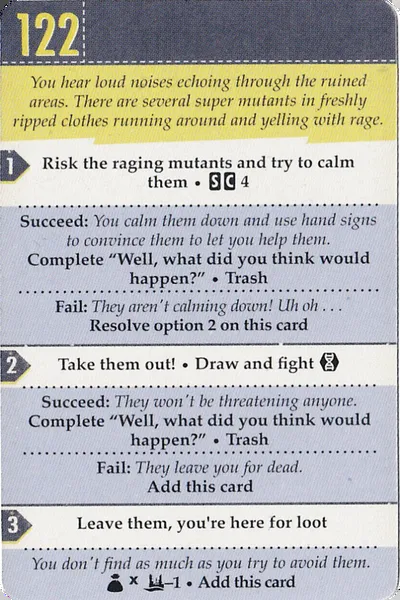 122
You hear loud noises echoing through the ruined
areas. There are several super mutants in freshly
ripped clothes running around and yelling with rage.
1
Risk the raging mutants and try to calm
them • S C 4
Succeed: You calm them down and use hand signs
to convince them to let you help them.
Complete “Well, what did you think would
happen?” • Trash
Fail: They aren't calming down! Uh oh . . .
Resolve option 2 on this card
2
Take them out! • Draw and fight
Succeed: They won't be threatening anyone.
Complete “Well, what did you think would
happen?” • Trash
Fail: They leave you for dead.
Add this card
3
Leave them, you're here for loot
You don't find as much as you try to avoid them.
x –1 • Add this card